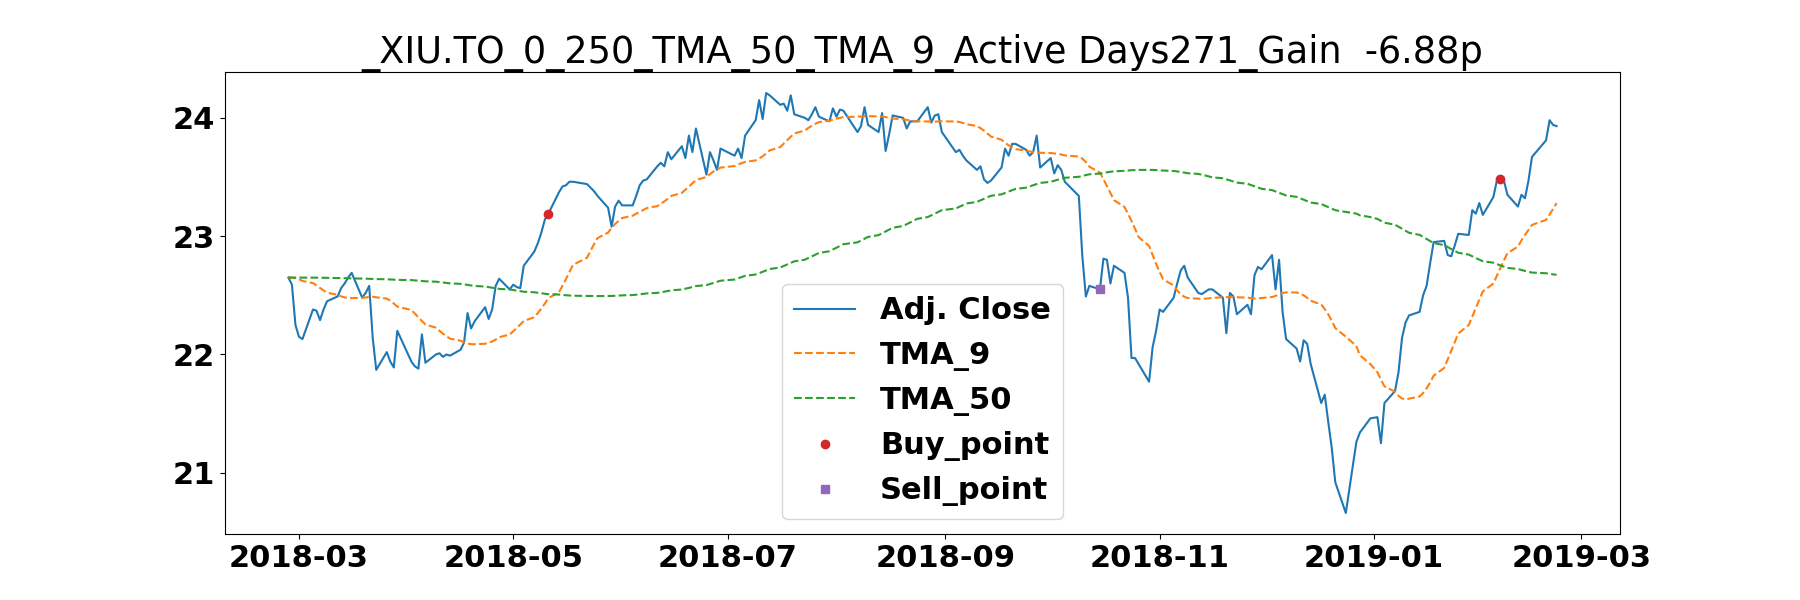 _XIU.TO_0_250_TMA_50_TMA_9_Active Days271_Gain  -6.88p
24
23
22
21
Adj. Close
TMA_9
TMA_50
Buy_point
Sell_point
2018-03 2018-05 2018-07 2018-09 2018-11 2019-01 2019-03